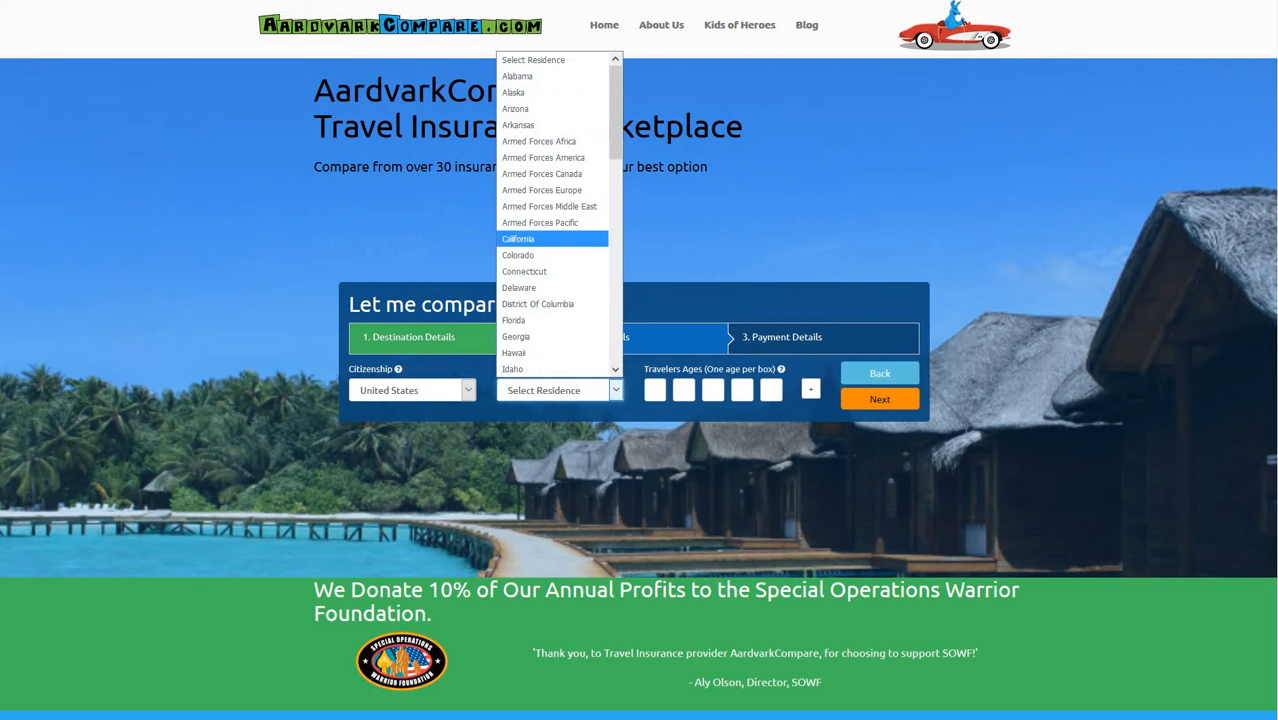 AARDVARKCOMPARE.COM
Home
About Us
Kids of Heroes
Blog
AardvarkCom
Travel Insura
ketplace
Compare from over 30 insuran
ur best option
Select Residence
Alabama
Alaska
Arizona
Arkansas
Armed Forces Africa
Armed Forces America
Armed Forces Canada
Armed Forces Europe
Armed Forces Middle East
Armed Forces Pacific
California
Colorado
Connecticut
Delaware
District Of Columbia
Florida
Georgia
Hawaii
Idaho
Let me compar
1. Destination Details
ls
3. Payment Details
Citizenship
Travelers Ages (One age per box)
United States
Select Residence
+
Back
Next
We Donate 10% of Our Annual Profits to the Special Operations Warrior
Foundation.
SPECIAL OPERATIONS
WARRIOR FOUNDATION
'Thank you, to Travel Insurance provider AardvarkCompare, for choosing to support SOWF!'
- Aly Olson, Director, SOWF